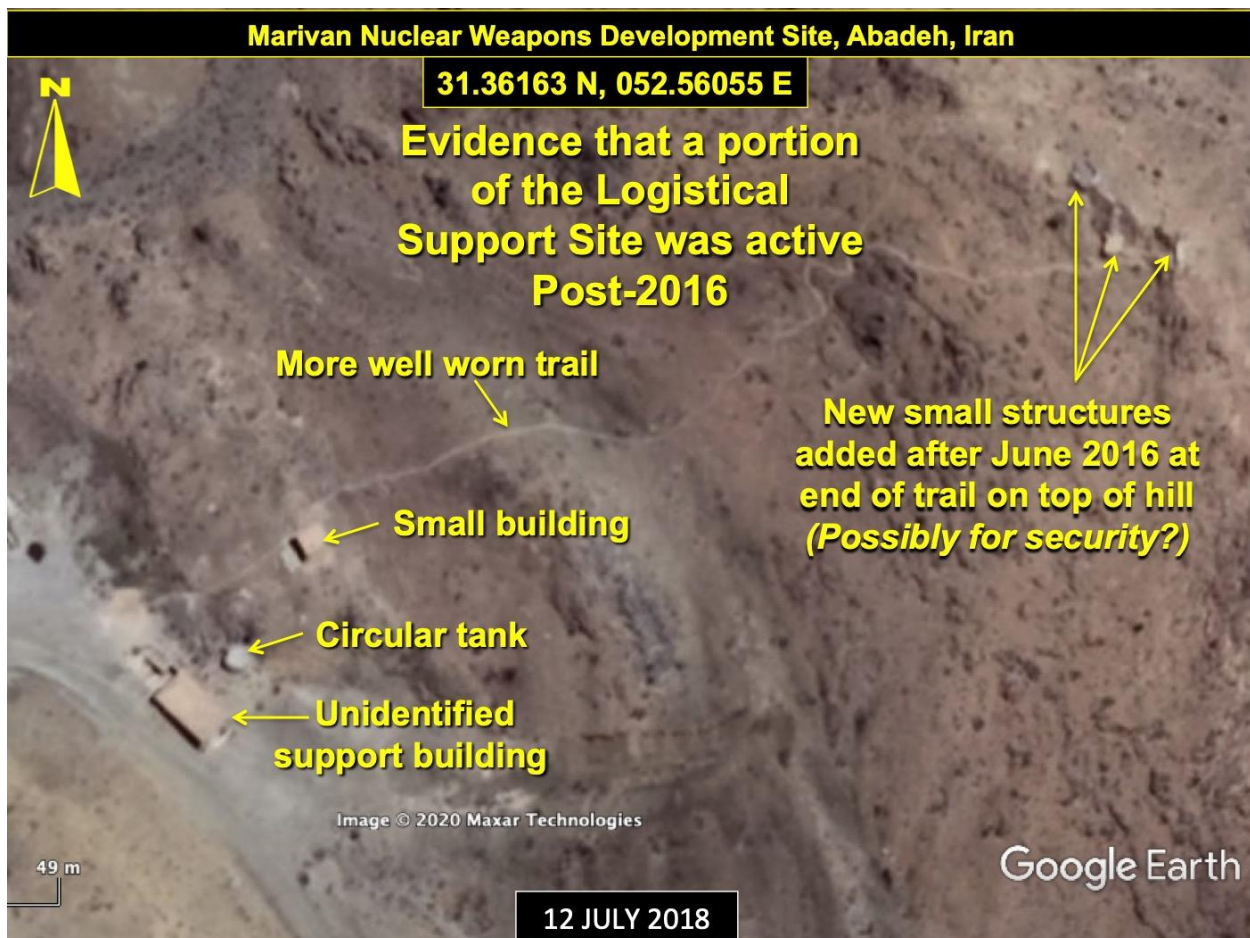 Marivan Nuclear Weapons Development Site, Abadeh, Iran
31.36163 N, 052.56055 E
N
Evidence that a portion
of the Logistical
Support Site was active
Post-2016
More well worn trail
New small structures
added after June 2016 at
end of trail on top of hill
(Possibly for security?)
Small building
Circular tank
Unidentified
support building
Image © 2020 Maxar Technologies
49 m
Google Earth
12 JULY 2018